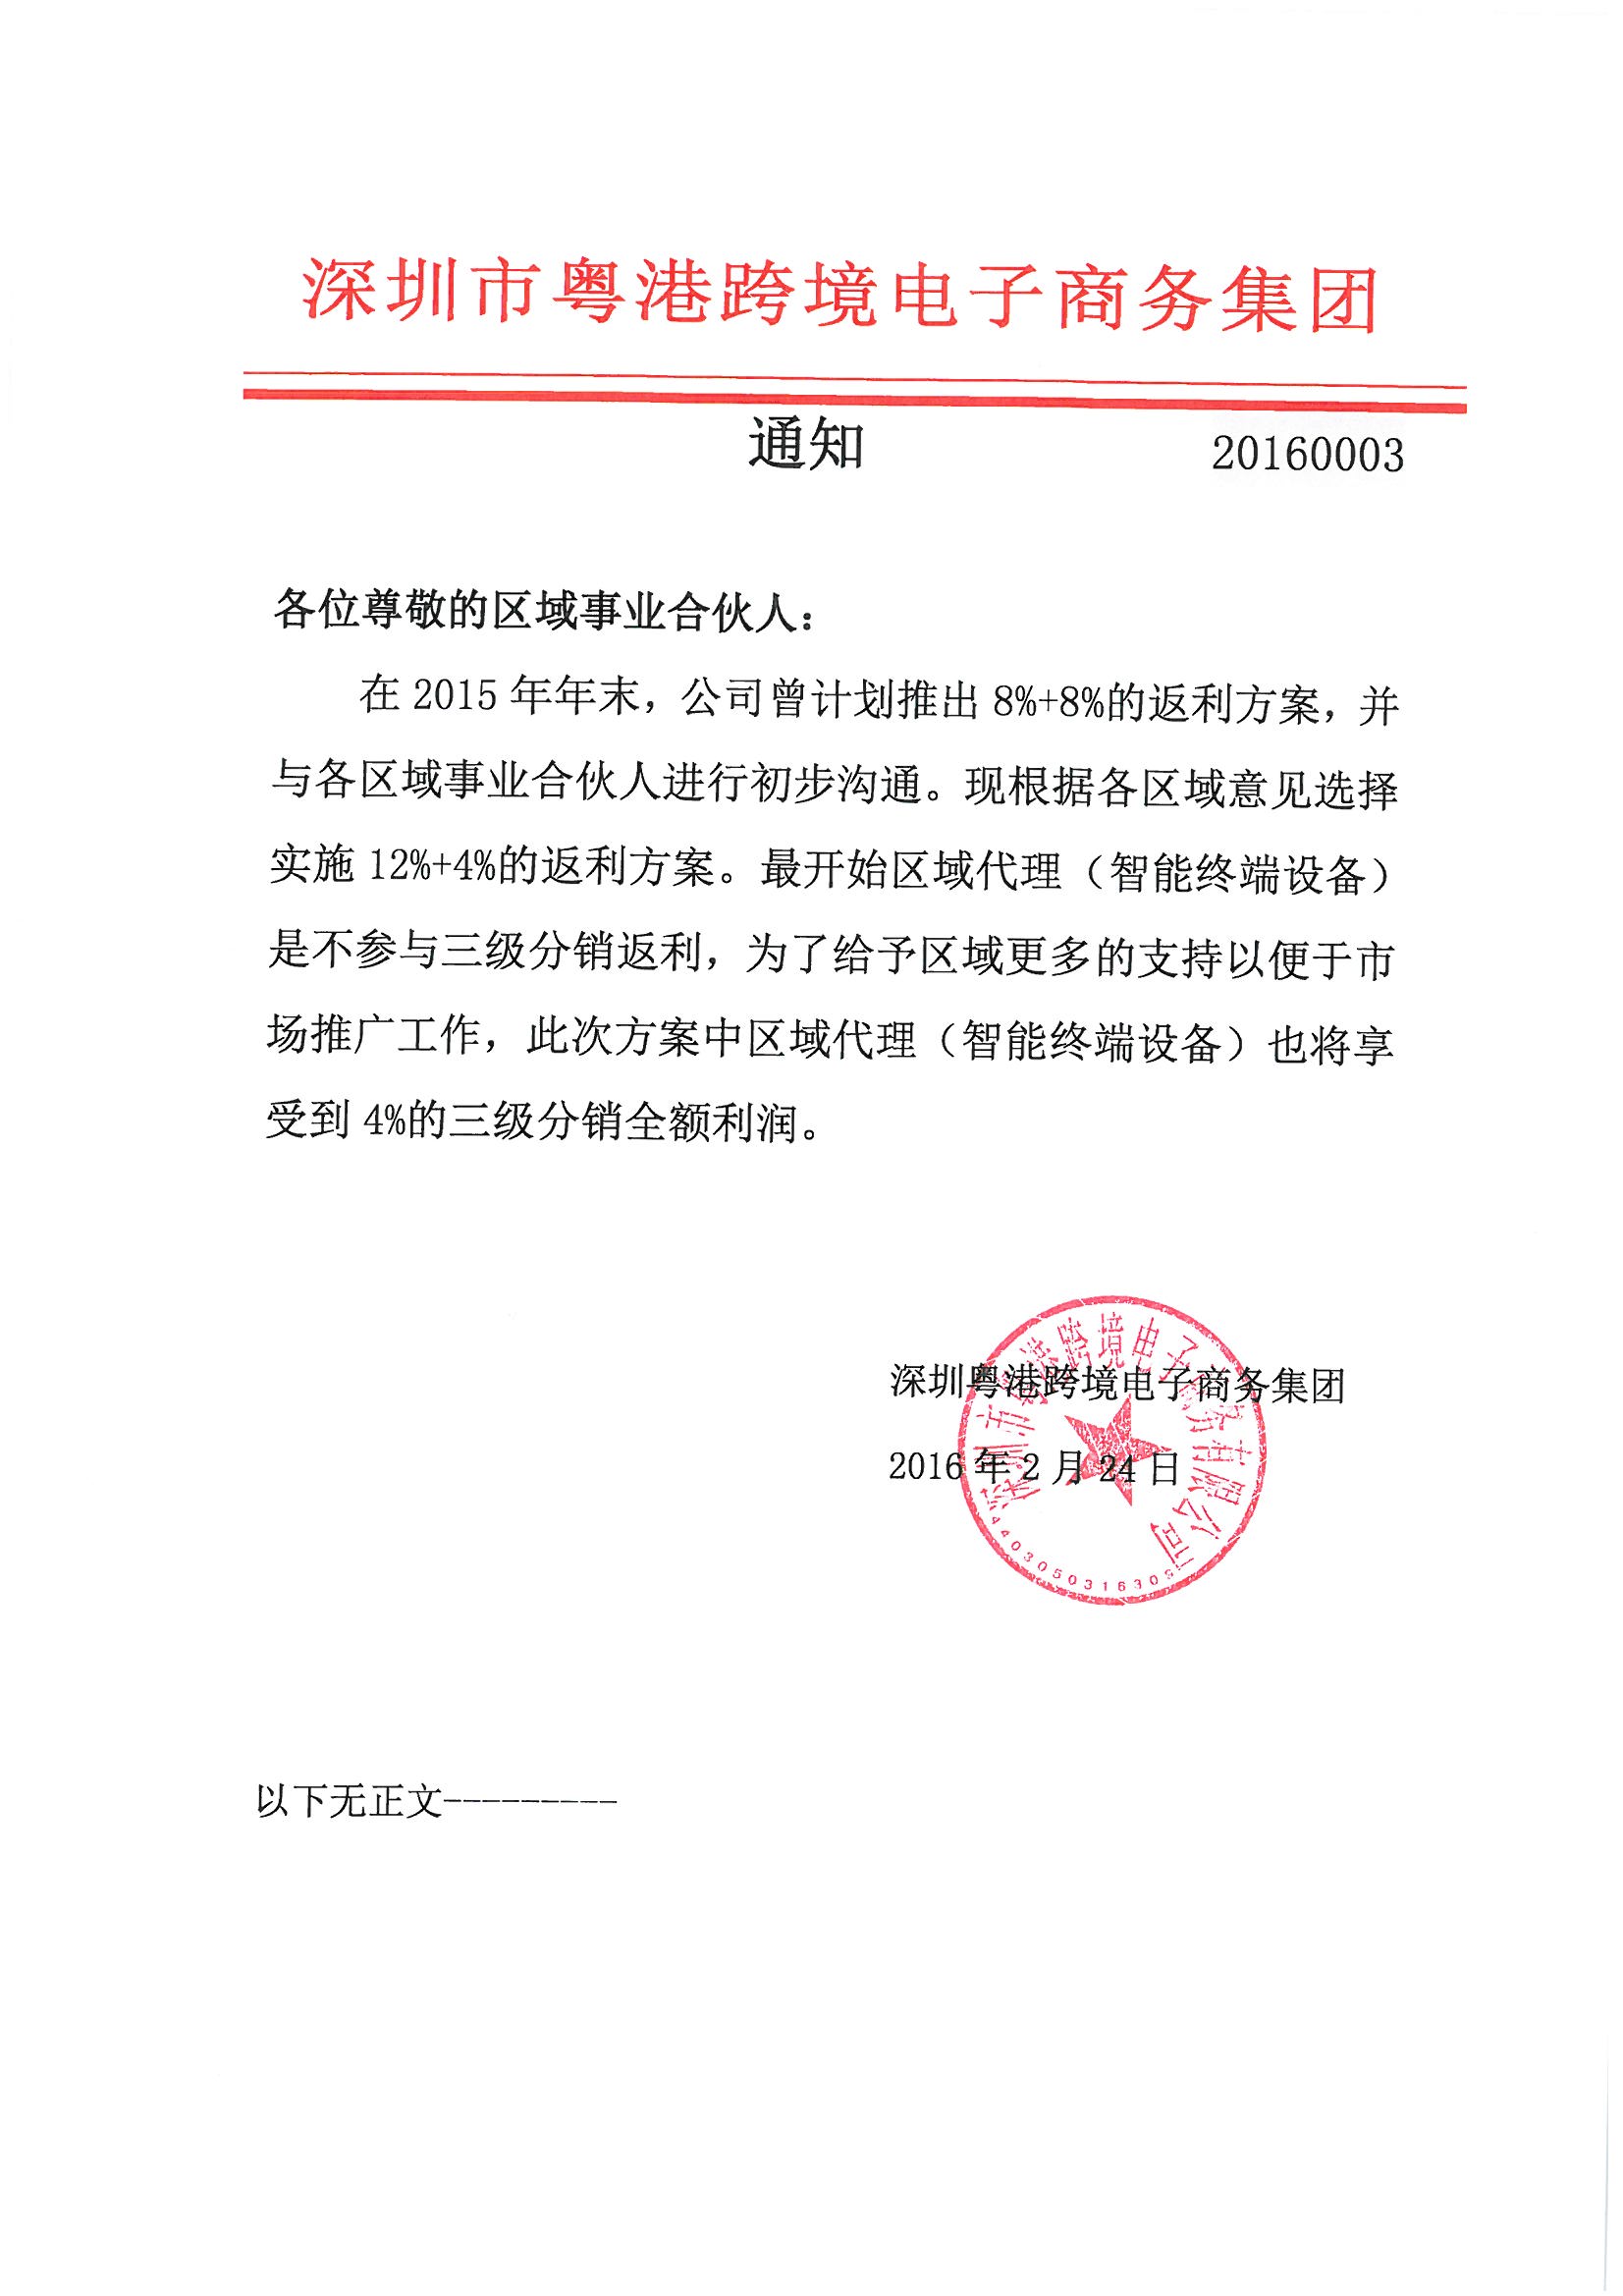 深圳市粤港跨境电子商务集团
通知
20160003
各位尊敬的区域事业合伙人：
在 2015 年年末，公司曾计划推出 8%+8%的返利方案，并
与各区域事业合伙人进行初步沟通。现根据各区域意见选择
实施 12%+4%的返利方案。最开始区域代理（智能终端设备）
是不参与三级分销返利，为了给予区域更多的支持以便于市
场推广工作，此次方案中区域代理（智能终端设备）也将享
受到 4%的三级分销全额利润。
深圳粤港跨境电子商务集团
2016 年 2 月 24 日
深圳市粤港跨境电子商务有限公司
以下无正文---------